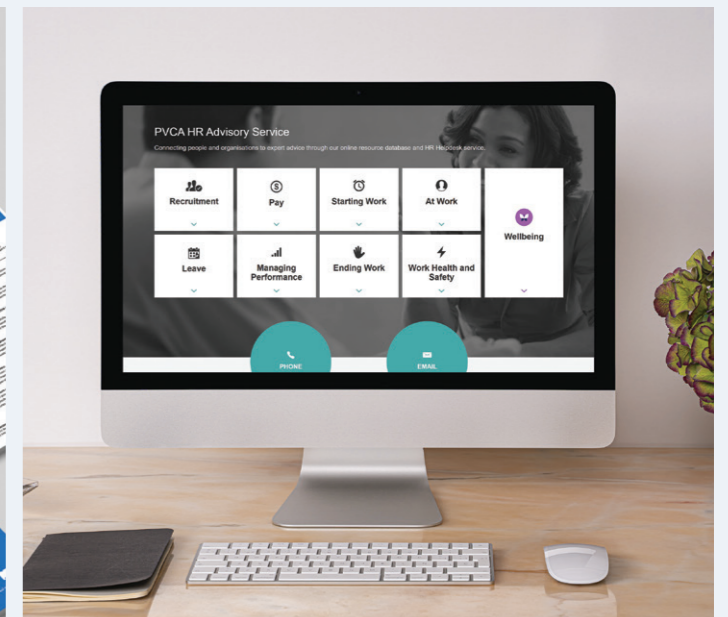 PVCA HR Advisory Service
Connecting people and organisations to expert advice through our online resource database and HR Helpdesk service.
Recruitment
Pay
Starting Work
At Work
Wellbeing
Leave
Managing
Performance
Ending Work
Work Health and
Safety
PHONE
EMAIL